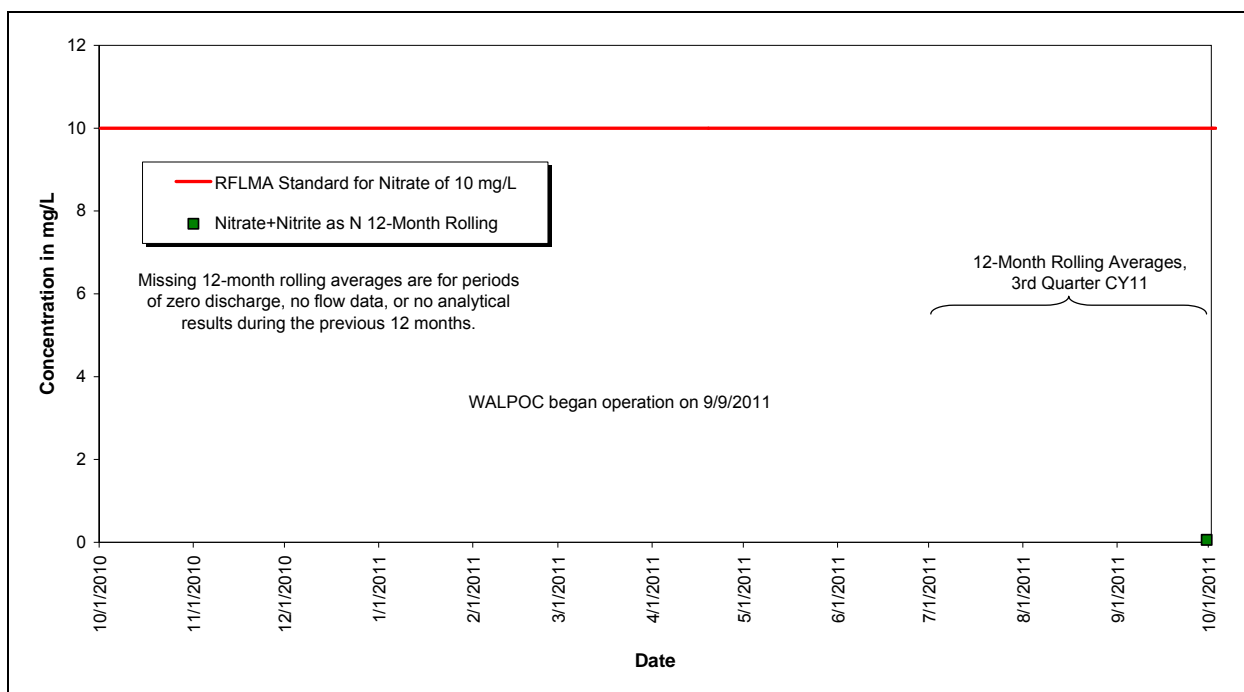 12
10
8
6
4
2
0
Concentration in mg/L
RFLMA Standard for Nitrate of 10 mg/L
Nitrate+Nitrite as N 12-Month Rolling
Missing 12-month rolling averages are for periods
of zero discharge, no flow data, or no analytical
results during the previous 12 months.
12-Month Rolling Averages,
3rd Quarter CY11
WALPOC began operation on 9/9/2011
10/1/2010
11/1/2010
12/1/2010
1/1/2011
2/1/2011
3/1/2011
4/1/2011
5/1/2011
6/1/2011
7/1/2011
8/1/2011
9/1/2011
10/1/2011
Date